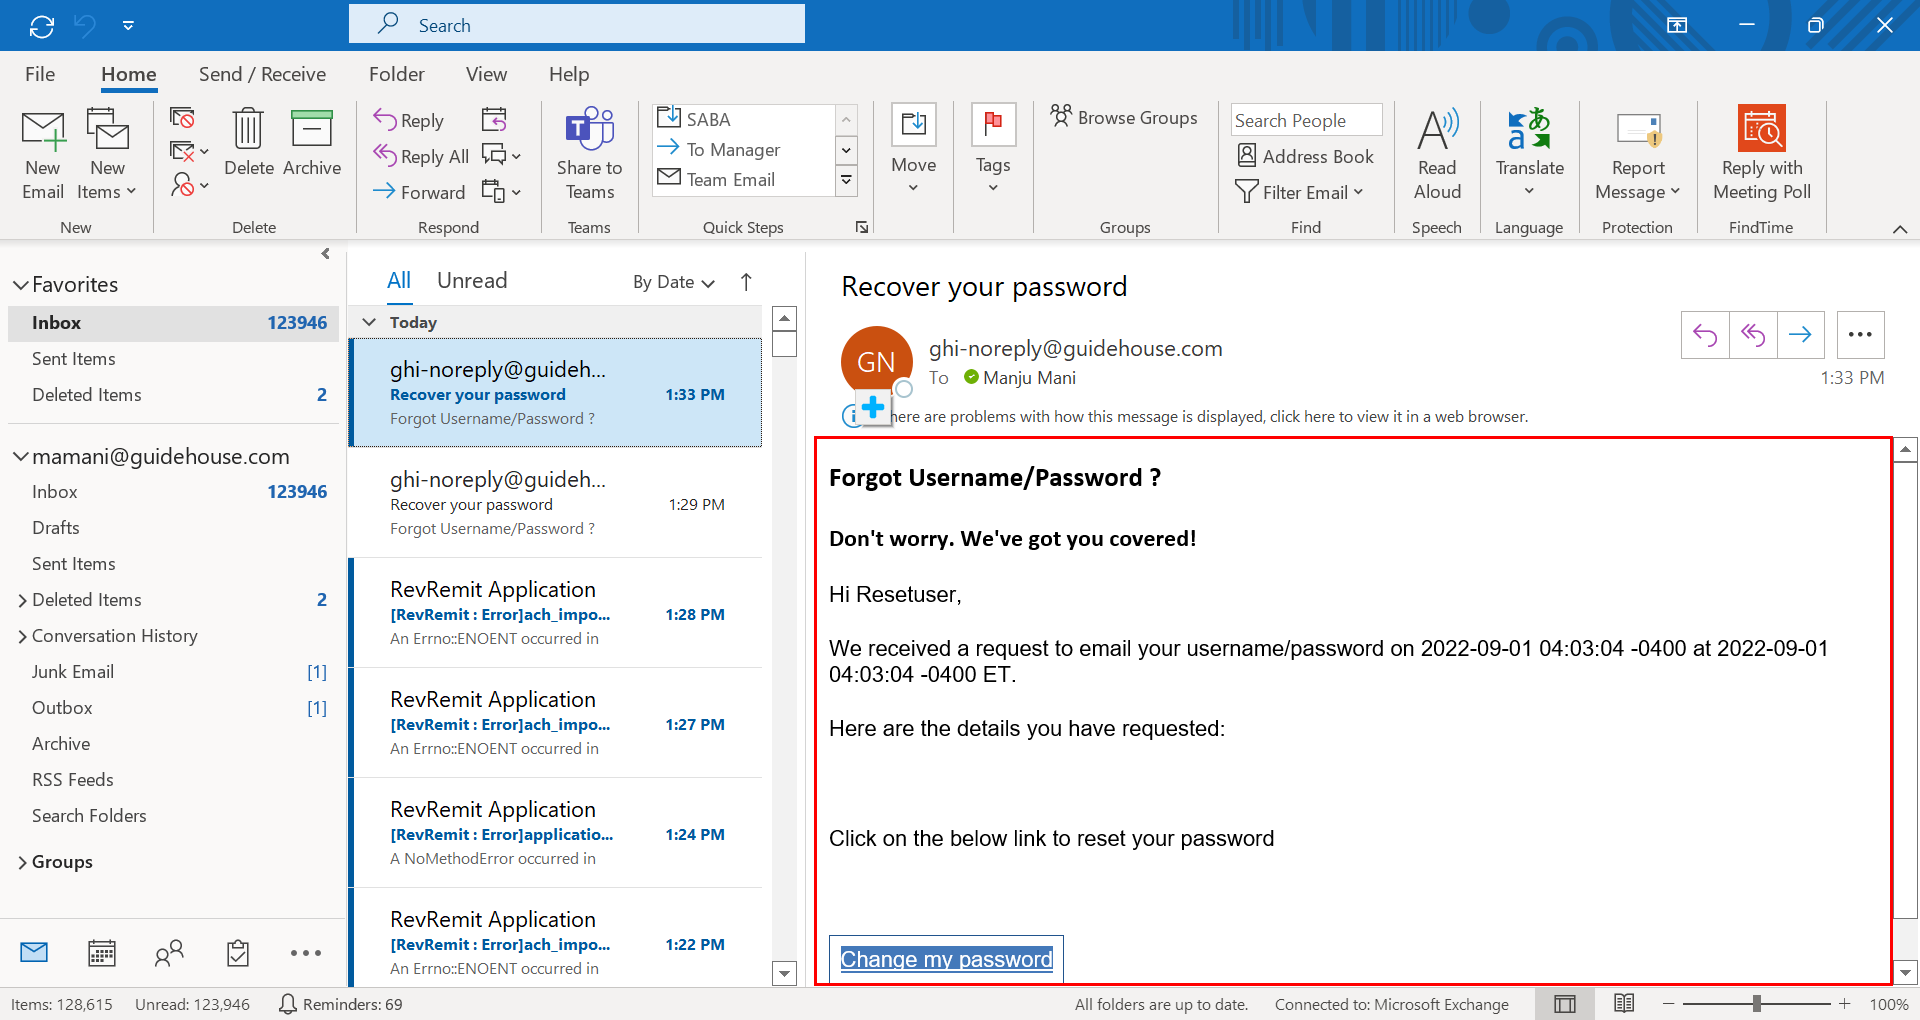 Search
File
Home
Send / Receive
Folder
View
Help
New Email
New Items
New
Delete
Archive
Delete
Reply
Reply All
Forward
Respond
Share to Teams
Teams
SABA
To Manager
Team Email
Quick Steps
Move
Tags
Browse Groups
Groups
Search People
Address Book
Filter Email
Find
Read Aloud
Speech
Translate
Language
Report Message
Protection
Reply with Meeting Poll
FindTime
Favorites
Inbox 123946
Sent Items
Deleted Items 2
mamani@guidehouse.com
Inbox 123946
Drafts
Sent Items
Deleted Items 2
Conversation History
Junk Email [1]
Outbox [1]
Archive
RSS Feeds
Search Folders
Groups
All Unread By Date
Today
ghi-noreply@guideh...
Recover your password 1:33 PM
Forgot Username/Password ?
ghi-noreply@guideh...
Recover your password 1:29 PM
Forgot Username/Password ?
RevRemit Application
[RevRemit : Error]ach_impo... 1:28 PM
An Errno::ENOENT occurred in
RevRemit Application
[RevRemit : Error]ach_impo... 1:27 PM
An Errno::ENOENT occurred in
RevRemit Application
[RevRemit : Error]applicatio... 1:24 PM
A NoMethodError occurred in
RevRemit Application
[RevRemit : Error]ach_impo... 1:22 PM
An Errno::ENOENT occurred in
Recover your password
GN
ghi-noreply@guidehouse.com
To Manju Mani
1:33 PM
here are problems with how this message is displayed, click here to view it in a web browser.
Forgot Username/Password ?
Don't worry. We've got you covered!
Hi Resetuser,
We received a request to email your username/password on 2022-09-01 04:03:04 -0400 at 2022-09-01
04:03:04 -0400 ET.
Here are the details you have requested:
Click on the below link to reset your password
Change my password
Items: 128,615 Unread: 123,946 Reminders: 69 All folders are up to date. Connected to: Microsoft Exchange 100%